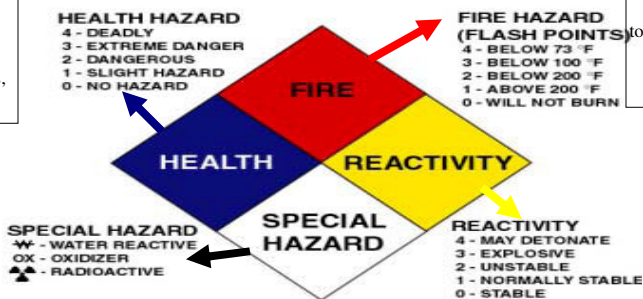 HEALTH HAZARD
4 - DEADLY
3 - EXTREME DANGER
2 - DANGEROUS
1 - SLIGHT HAZARD
0 - NO HAZARD
FIRE HAZARD
(FLASH POINTS)
4 - BELOW 73 °F
3 - BELOW 100 °F
2 - BELOW 200 °F
1 - ABOVE 200 °F
0 - WILL NOT BURN
to
,
FIRE
HEALTH
REACTIVITY
SPECIAL
HAZARD
SPECIAL HAZARD
W - WATER REACTIVE
OX - OXIDIZER
☢ - RADIOACTIVE
REACTIVITY
4 - MAY DETONATE
3 - EXPLOSIVE
2 - UNSTABLE
1 - NORMALLY STABLE
0 - STABLE